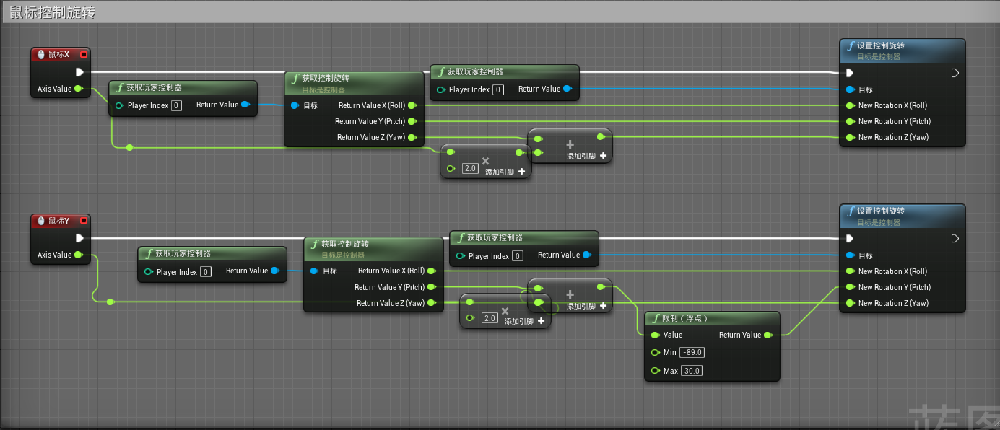 鼠标控制旋转
鼠标X
Axis Value
获取玩家控制器
Player Index 0
Return Value
获取控制旋转
目标是控制器
目标
Return Value X (Roll)
Return Value Y (Pitch)
Return Value Z (Yaw)
获取玩家控制器
Player Index 0
Return Value
×
2.0
添加引脚 +
+
添加引脚 +
设置控制旋转
目标是控制器
目标
New Rotation X (Roll)
New Rotation Y (Pitch)
New Rotation Z (Yaw)
鼠标Y
Axis Value
获取玩家控制器
Player Index 0
Return Value
获取控制旋转
目标是控制器
目标
Return Value X (Roll)
Return Value Y (Pitch)
Return Value Z (Yaw)
获取玩家控制器
Player Index 0
Return Value
×
2.0
添加引脚 +
+
添加引脚 +
限制（浮点）
Value
Return Value
Min -89.0
Max 30.0
设置控制旋转
目标是控制器
目标
New Rotation X (Roll)
New Rotation Y (Pitch)
New Rotation Z (Yaw)
蓝图